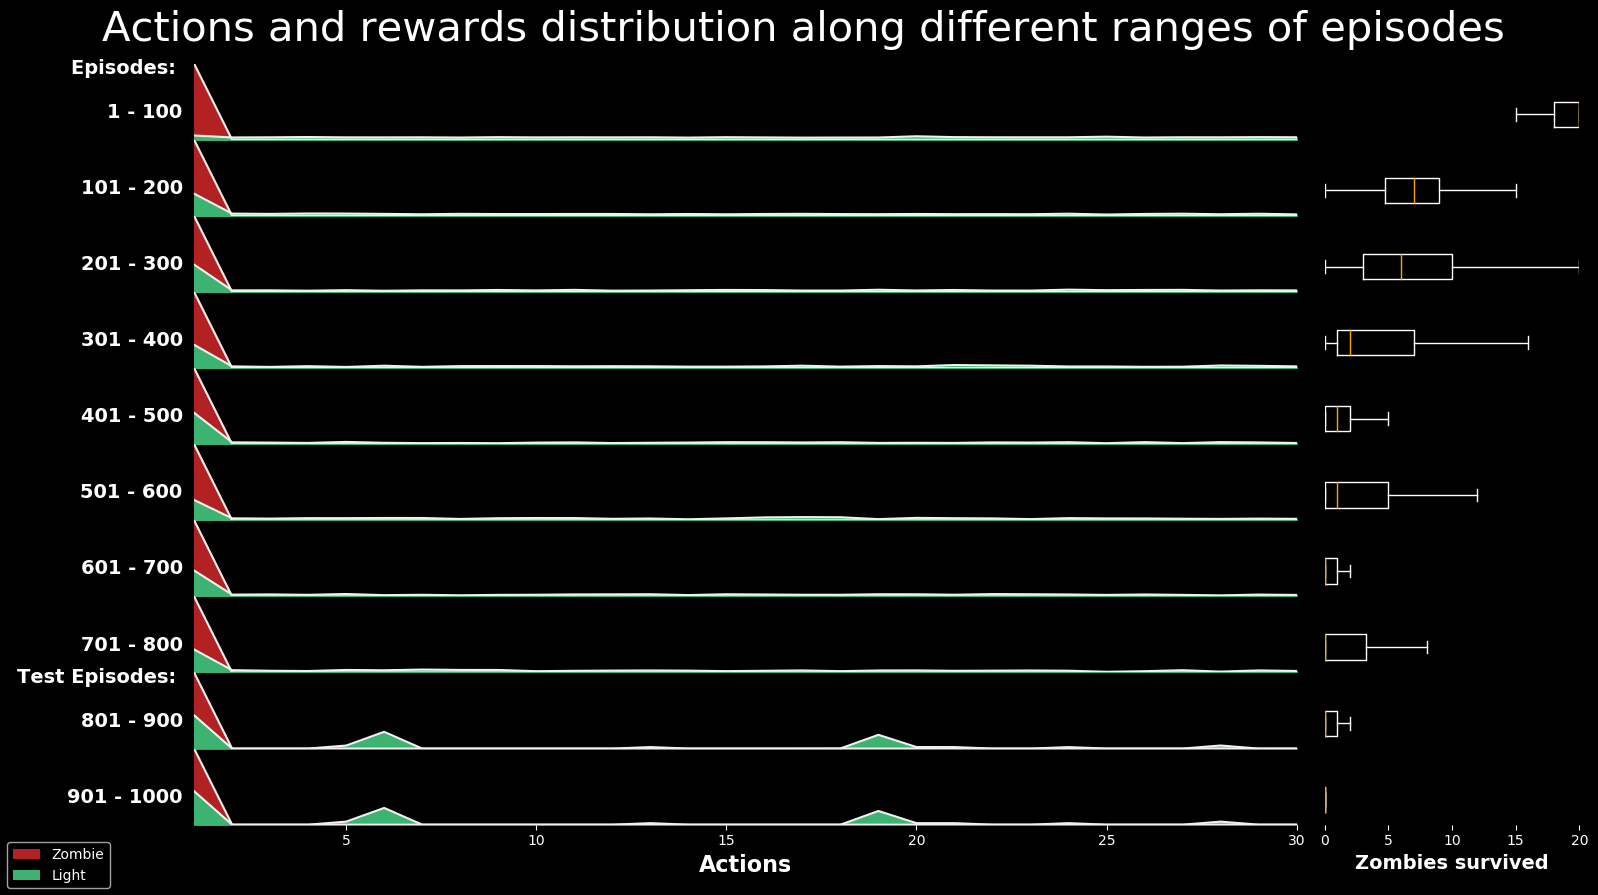 Actions and rewards distribution along different ranges of episodes
Episodes:
1 - 100
101 - 200
201 - 300
301 - 400
401 - 500
501 - 600
601 - 700
701 - 800
Test Episodes:
801 - 900
901 - 1000
5 10 15 20 25 30
Actions
0 5 10 15 20
Zombies survived
Zombie
Light